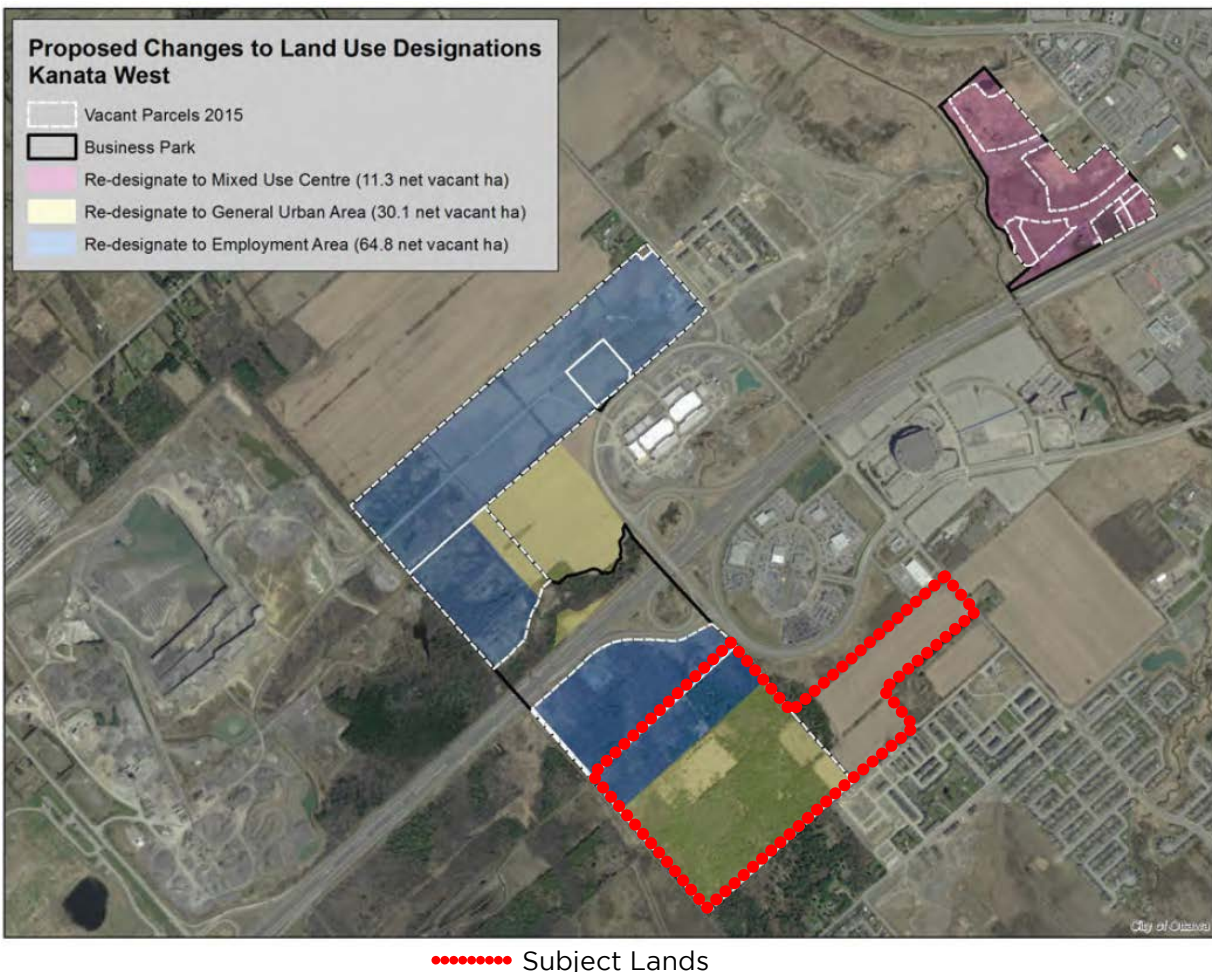 Proposed Changes to Land Use Designations
Kanata West
Vacant Parcels 2015
Business Park
Re-designate to Mixed Use Centre (11.3 net vacant ha)
Re-designate to General Urban Area (30.1 net vacant ha)
Re-designate to Employment Area (64.8 net vacant ha)
City of Ottawa
Subject Lands